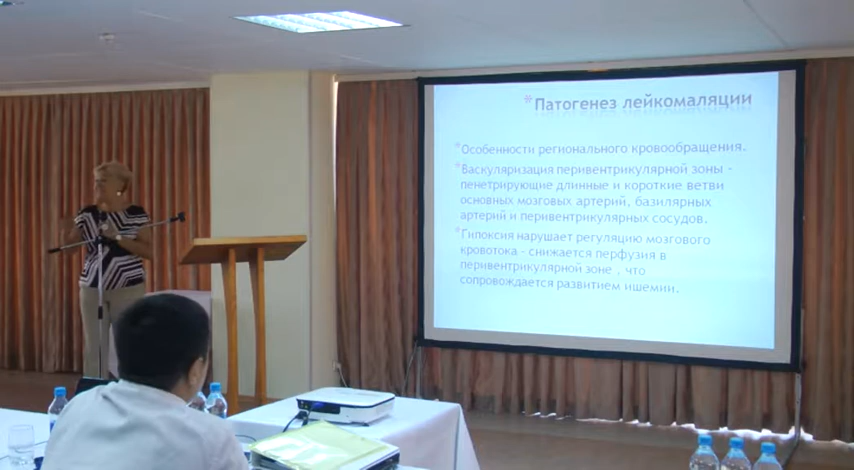 *Патогенез лейкомаляции
*Особенности регионального кровообращения.
*Васкуляризация перивентрикулярной зоны -
пенетрирующие длинные и короткие ветви
основных мозговых артерий, базилярных
артерий и перивентрикулярных сосудов.
*Гипоксия нарушает регуляцию мозгового
кровотока - снижается перфузия в
перивентрикулярной зоне , что
сопровождается развитием ишемии.